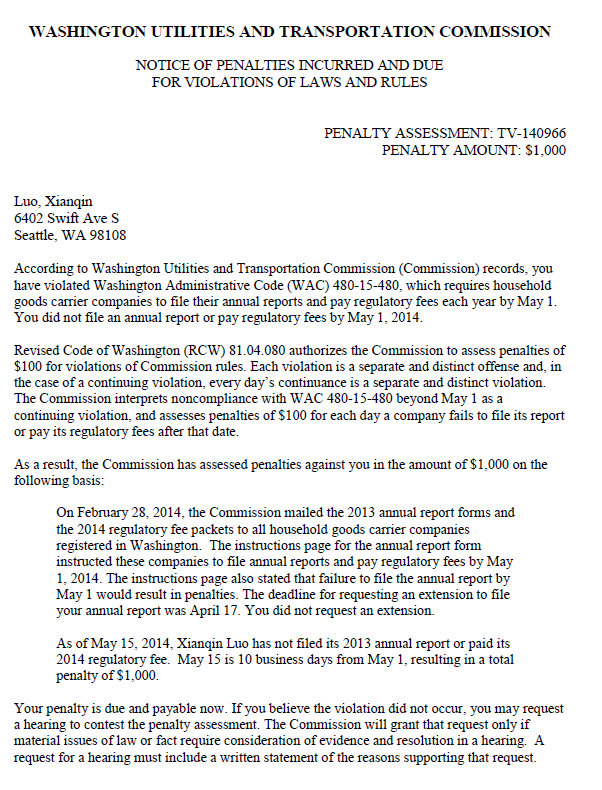 WASHINGTON UTILITIES AND TRANSPORTATION COMMISSION
NOTICE OF PENALTIES INCURRED AND DUE
FOR VIOLATIONS OF LAWS AND RULES
PENALTY ASSESSMENT: TV-140966
PENALTY AMOUNT: $1,000
Luo, Xianqin
6402 Swift Ave S
Seattle, WA 98108
According to Washington Utilities and Transportation Commission (Commission) records, you
have violated Washington Administrative Code (WAC) 480-15-480, which requires household
goods carrier companies to file their annual reports and pay regulatory fees each year by May 1.
You did not file an annual report or pay regulatory fees by May 1, 2014.
Revised Code of Washington (RCW) 81.04.080 authorizes the Commission to assess penalties of
$100 for violations of Commission rules. Each violation is a separate and distinct offense and, in
the case of a continuing violation, every day's continuance is a separate and distinct violation.
The Commission interprets noncompliance with WAC 480-15-480 beyond May 1 as a
continuing violation, and assesses penalties of $100 for each day a company fails to file its report
or pay its regulatory fees after that date.
As a result, the Commission has assessed penalties against you in the amount of $1,000 on the
following basis:
On February 28, 2014, the Commission mailed the 2013 annual report forms and
the 2014 regulatory fee packets to all household goods carrier companies
registered in Washington. The instructions page for the annual report form
instructed these companies to file annual reports and pay regulatory fees by May
1, 2014. The instructions page also stated that failure to file the annual report by
May 1 would result in penalties. The deadline for requesting an extension to file
your annual report was April 17. You did not request an extension.
As of May 15, 2014, Xianqin Luo has not filed its 2013 annual report or paid its
2014 regulatory fee. May 15 is 10 business days from May 1, resulting in a total
penalty of $1,000.
Your penalty is due and payable now. If you believe the violation did not occur, you may request
a hearing to contest the penalty assessment. The Commission will grant that request only if
material issues of law or fact require consideration of evidence and resolution in a hearing. A
request for a hearing must include a written statement of the reasons supporting that request.